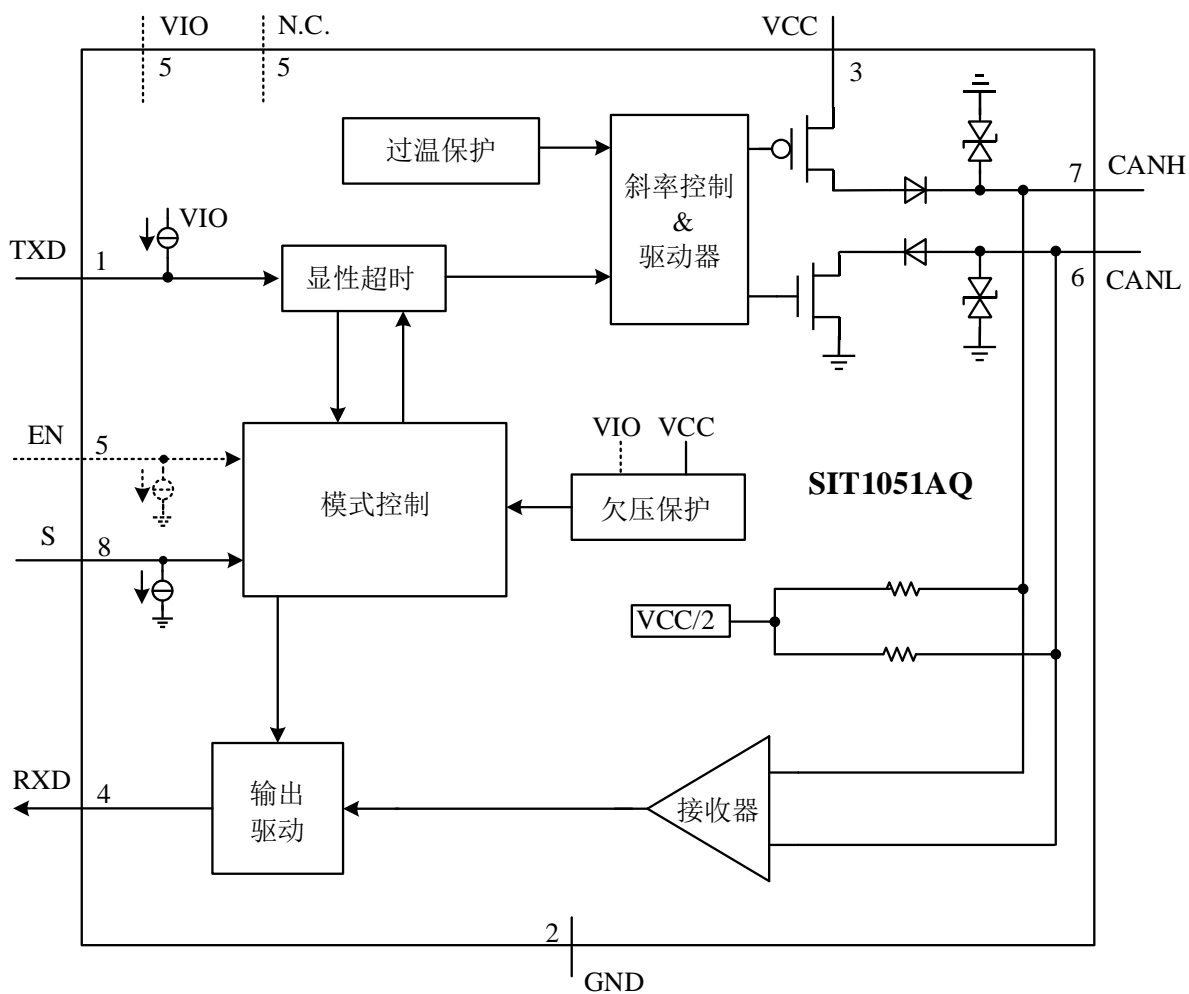 VIO
N.C.
VCC
5
5
3
过温保护
斜率控制
&
驱动器
7
CANH
VIO
TXD
1
显性超时
6
CANL
EN
5
VIO
VCC
模式控制
欠压保护
SIT1051AQ
S
8
VCC/2
RXD
4
输出
驱动
接收器
2
GND